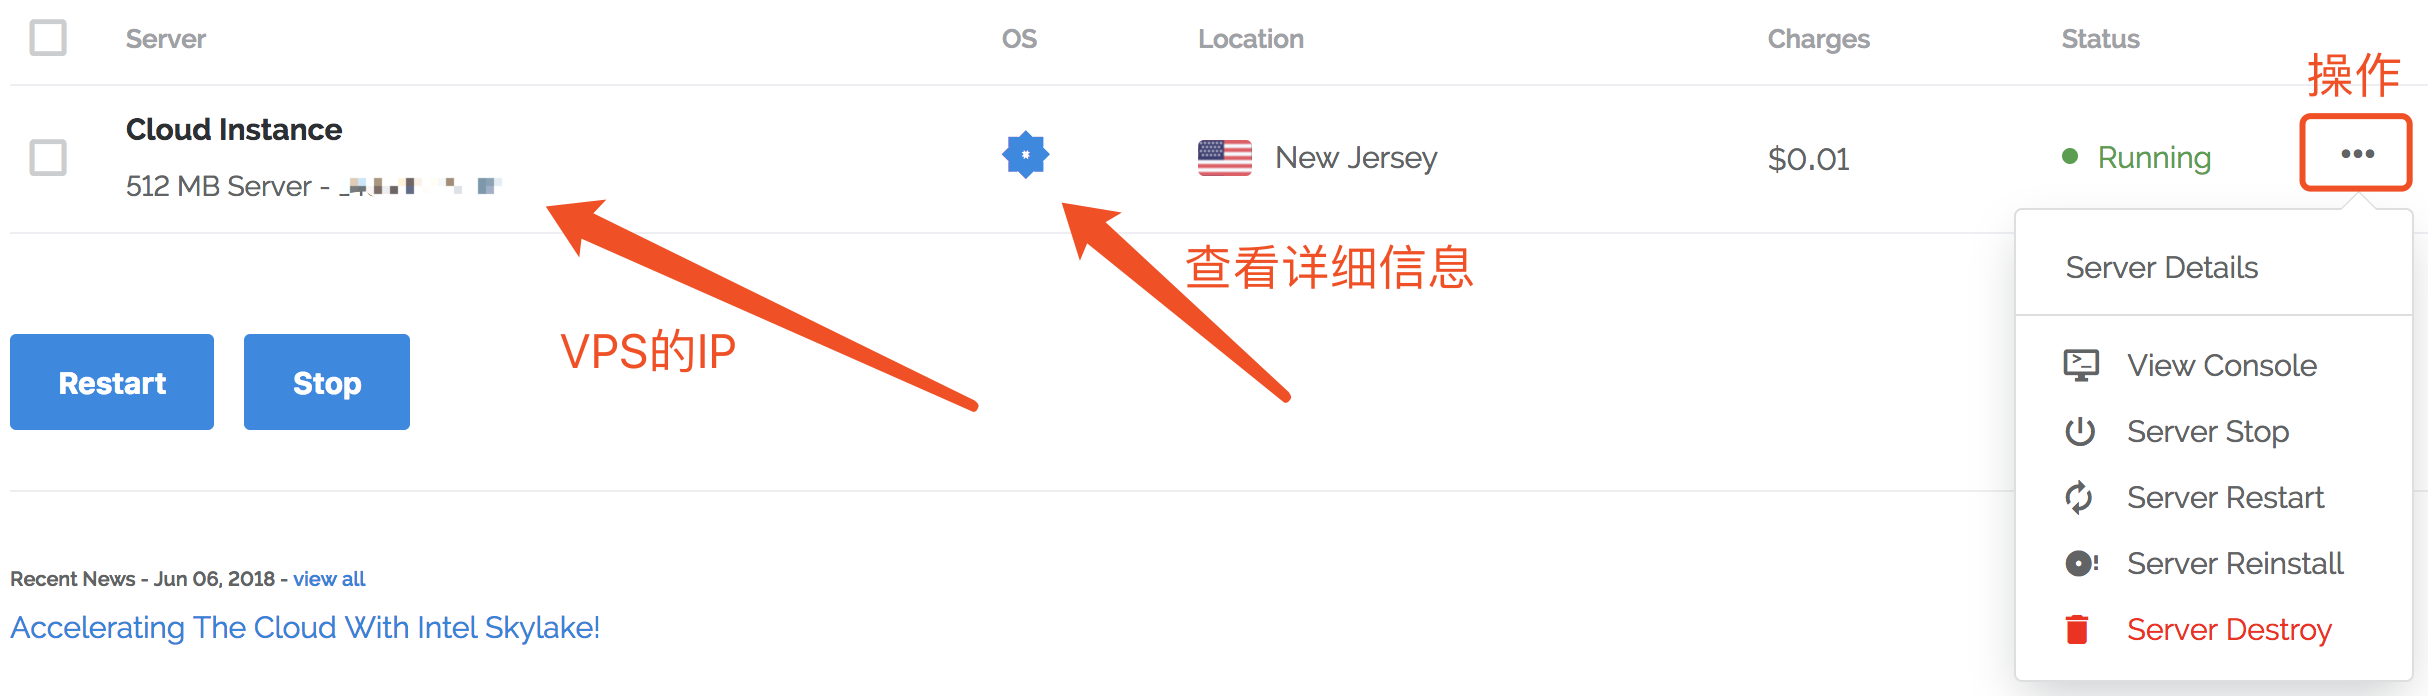 Server
OS
Location
Charges
Status
操作
Cloud Instance
512 MB Server -
New Jersey
$0.01
Running
查看详细信息
VPS的IP
Restart
Stop
Server Details
View Console
Server Stop
Server Restart
Server Reinstall
Server Destroy
Recent News - Jun 06, 2018 - view all
Accelerating The Cloud With Intel Skylake!